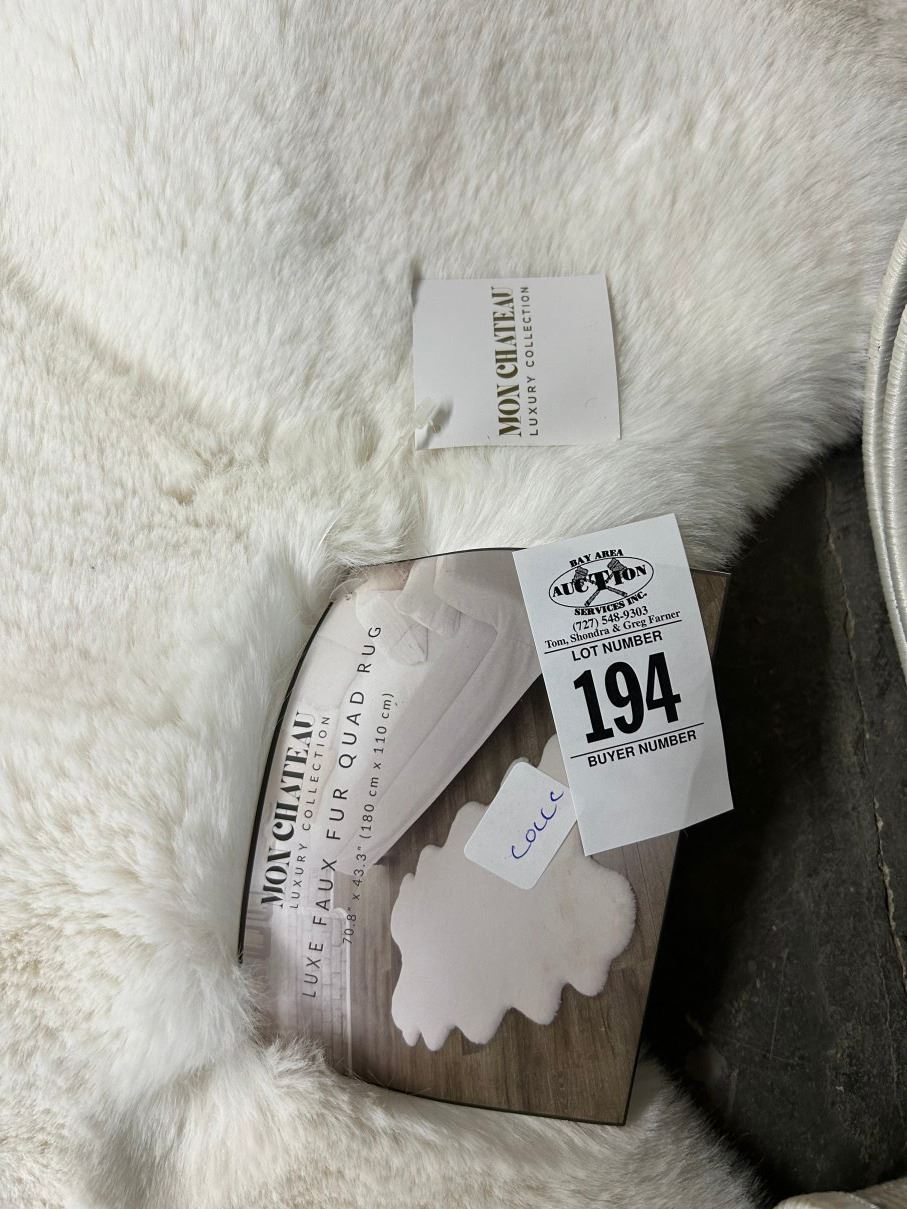 MON CHATEAU
LUXURY COLLECTION
BAY AREA
AUCTION
SERVICES INC.
(727) 548-9303
Tom, Shondra & Greg Farner
LOT NUMBER
194
BUYER NUMBER
MON CHATEAU
LUXURY COLLECTION
LUXE FAUX FUR QUAD RUG
70.8" x 43.3" (180 cm x 110 cm)